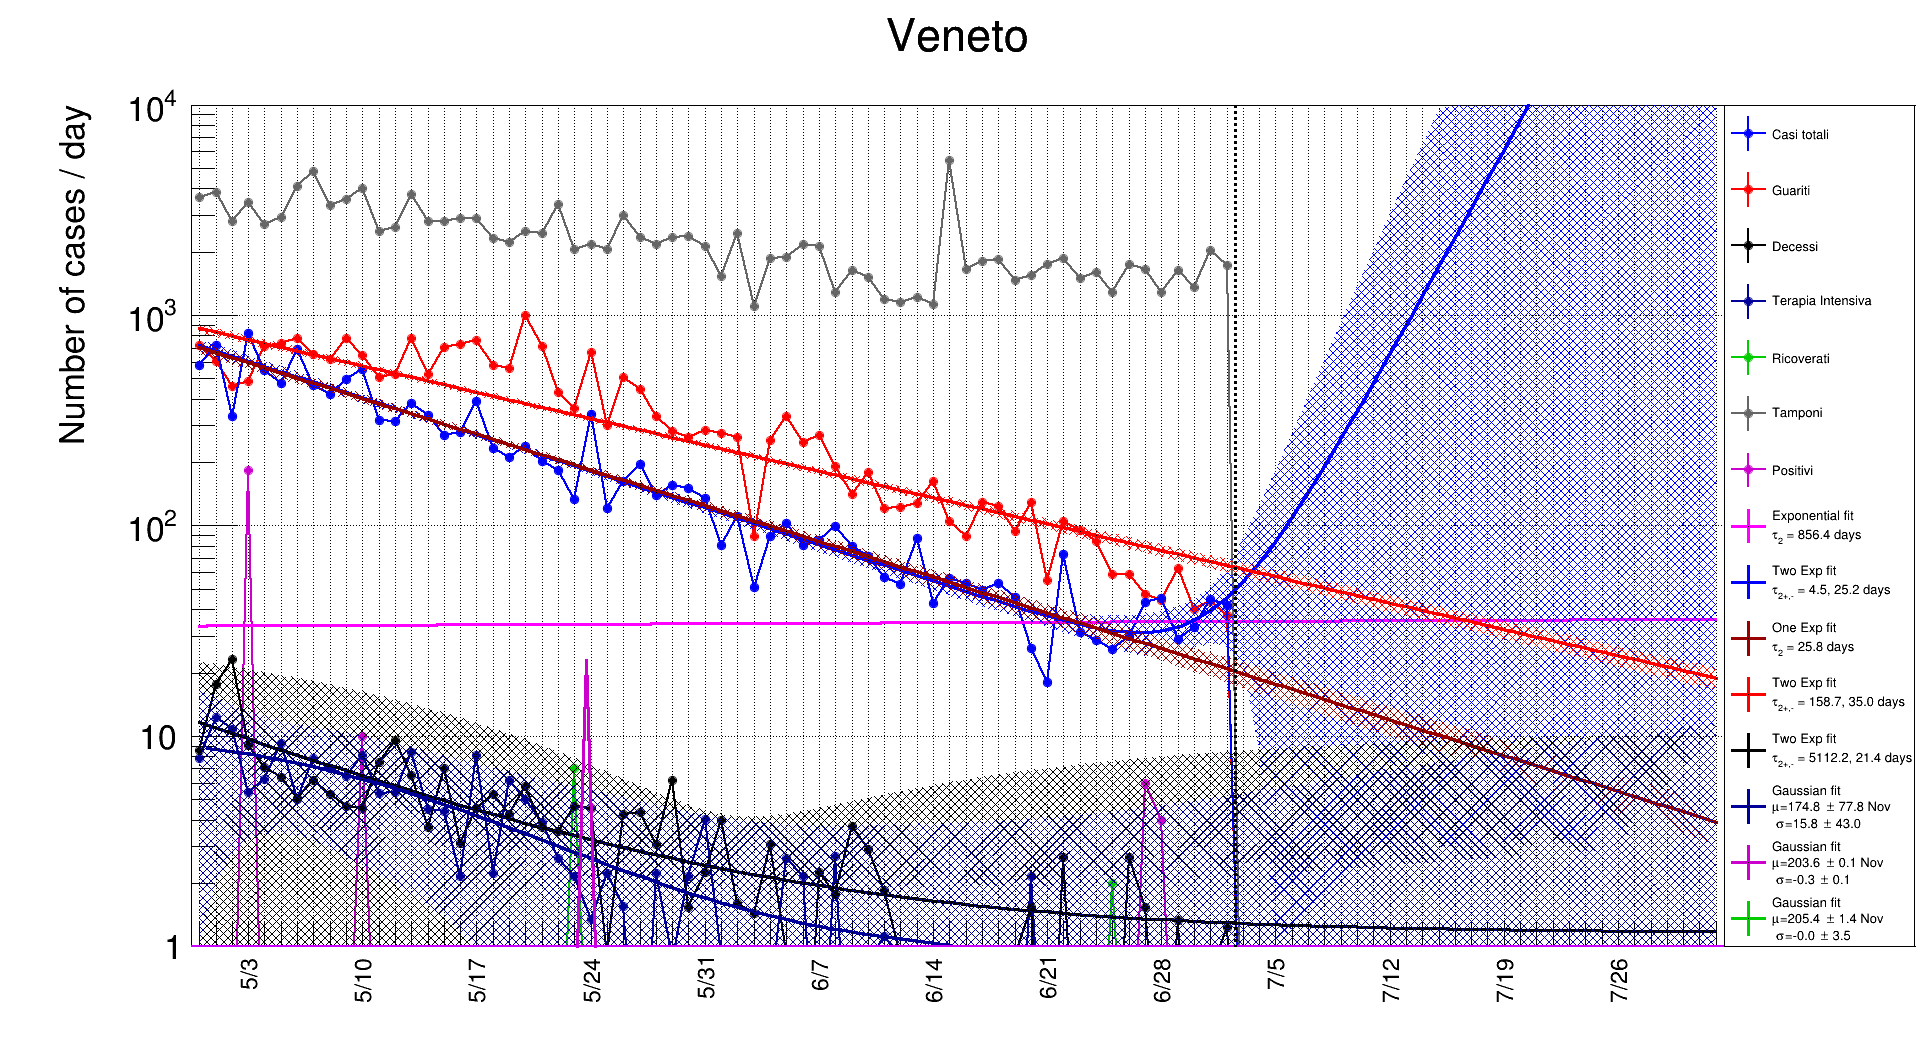 Veneto
Number of cases / day
10⁴
10³
10²
10
1
5/3
5/10
5/17
5/24
5/31
6/7
6/14
6/21
6/28
7/5
7/12
7/19
7/26
Casi totali
Guariti
Decessi
Terapia Intensiva
Ricoverati
Tamponi
Positivi
Exponential fit
τ₂ = 856.4 days
Two Exp fit
τ₂₊,₋ = 4.5, 25.2 days
One Exp fit
τ₂ = 25.8 days
Two Exp fit
τ₂₊,₋ = 158.7, 35.0 days
Two Exp fit
τ₂₊,₋ = 5112.2, 21.4 days
Gaussian fit
μ=174.8 ± 77.8 Nov
σ=15.8 ± 43.0
Gaussian fit
μ=203.6 ± 0.1 Nov
σ=-0.3 ± 0.1
Gaussian fit
μ=205.4 ± 1.4 Nov
σ=-0.0 ± 3.5